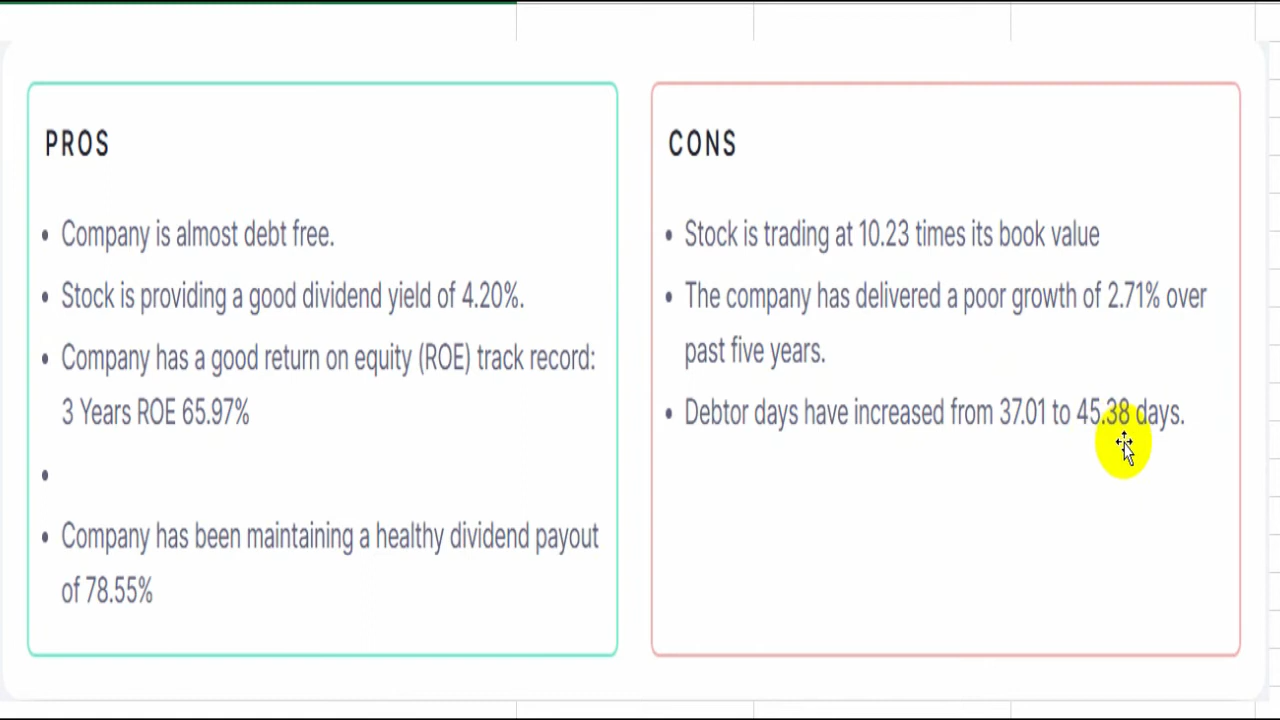 PROS
• Company is almost debt free.
• Stock is providing a good dividend yield of 4.20%.
• Company has a good return on equity (ROE) track record:
3 Years ROE 65.97%
•
• Company has been maintaining a healthy dividend payout
of 78.55%
CONS
• Stock is trading at 10.23 times its book value
• The company has delivered a poor growth of 2.71% over
past five years.
• Debtor days have increased from 37.01 to 45.38 days.